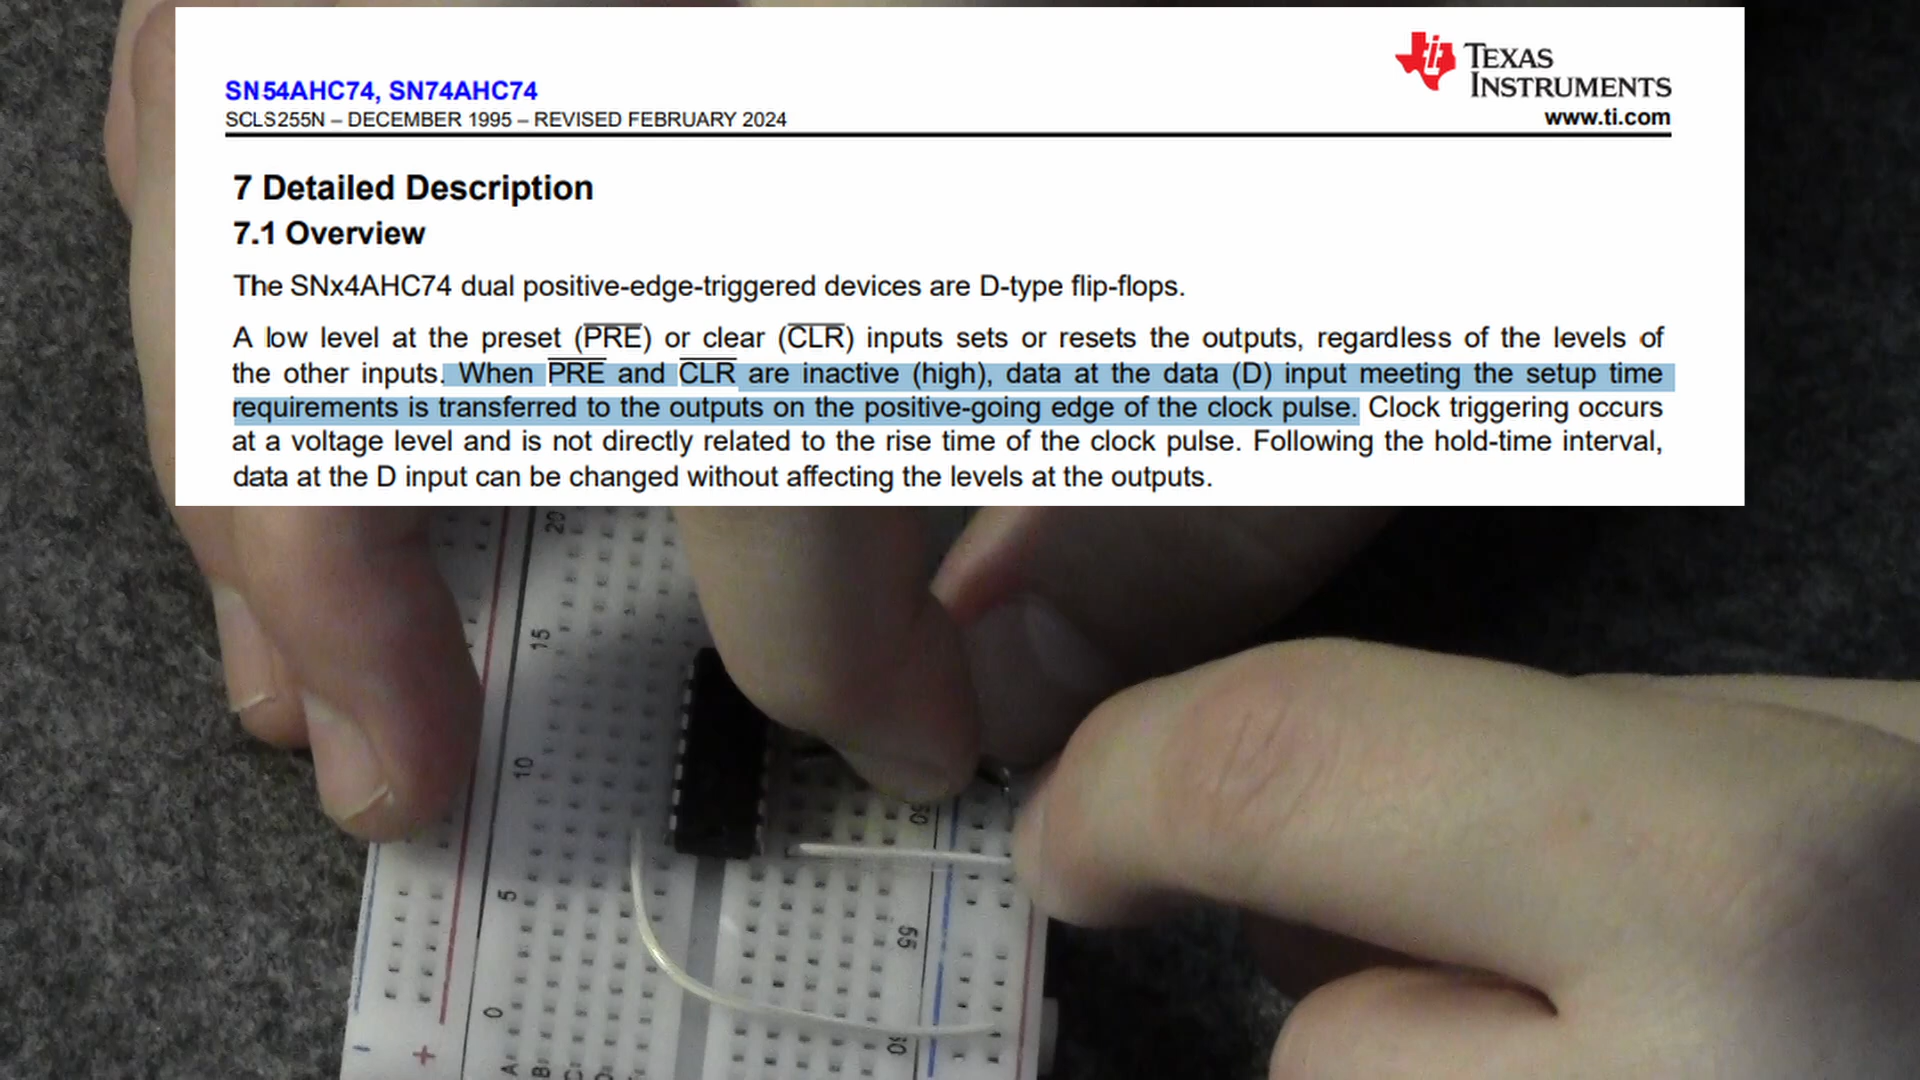 TEXAS
INSTRUMENTS
www.ti.com
SN54AHC74, SN74AHC74
SCLS255N – DECEMBER 1995 – REVISED FEBRUARY 2024
7 Detailed Description
7.1 Overview
The SNx4AHC74 dual positive-edge-triggered devices are D-type flip-flops.
A low level at the preset (PRE) or clear (CLR) inputs sets or resets the outputs, regardless of the levels of
the other inputs. When PRE and CLR are inactive (high), data at the data (D) input meeting the setup time
requirements is transferred to the outputs on the positive-going edge of the clock pulse. Clock triggering occurs
at a voltage level and is not directly related to the rise time of the clock pulse. Following the hold-time interval,
data at the D input can be changed without affecting the levels at the outputs.
20
15
10
5
0
50
55
60
A B C D
− +